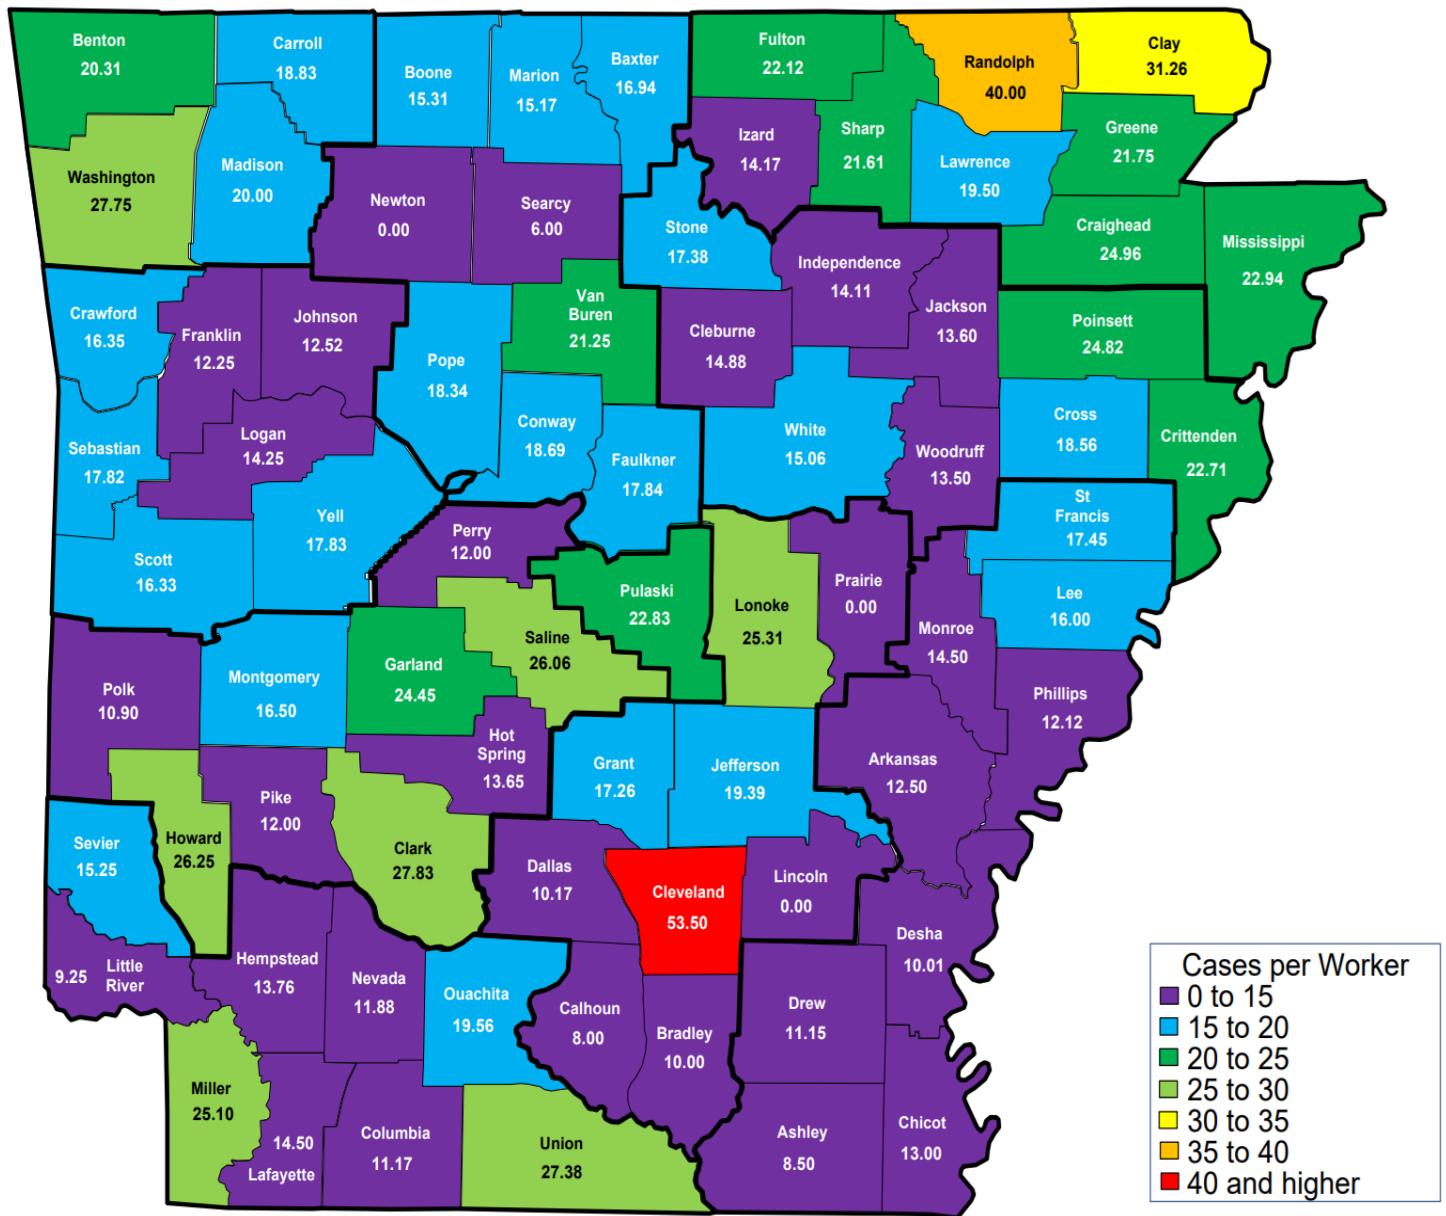 Benton
20.31
Carroll
18.83
Boone
15.31
Marion
15.17
Baxter
16.94
Fulton
22.12
Randolph
40.00
Clay
31.26
Izard
14.17
Sharp
21.61
Lawrence
19.50
Greene
21.75
Washington
27.75
Madison
20.00
Newton
0.00
Searcy
6.00
Stone
17.38
Independence
14.11
Jackson
13.60
Craighead
24.96
Mississippi
22.94
Crawford
16.35
Franklin
12.25
Johnson
12.52
Pope
18.34
Van
Buren
21.25
Cleburne
14.88
Poinsett
24.82
Sebastian
17.82
Logan
14.25
Conway
18.69
Faulkner
17.84
White
15.06
Woodruff
13.50
Cross
18.56
Crittenden
22.71
Scott
16.33
Yell
17.83
Perry
12.00
Pulaski
22.83
Lonoke
25.31
Prairie
0.00
Monroe
14.50
St
Francis
17.45
Lee
16.00
Polk
10.90
Montgomery
16.50
Garland
24.45
Saline
26.06
Hot
Spring
13.65
Grant
17.26
Jefferson
19.39
Arkansas
12.50
Phillips
12.12
Sevier
15.25
Howard
26.25
Pike
12.00
Clark
27.83
Dallas
10.17
Cleveland
53.50
Lincoln
0.00
Desha
10.01
9.25
Little
River
Hempstead
13.76
Nevada
11.88
Ouachita
19.56
Calhoun
8.00
Bradley
10.00
Drew
11.15
Miller
25.10
14.50
Lafayette
Columbia
11.17
Union
27.38
Ashley
8.50
Chicot
13.00
Cases per Worker
0 to 15
15 to 20
20 to 25
25 to 30
30 to 35
35 to 40
40 and higher